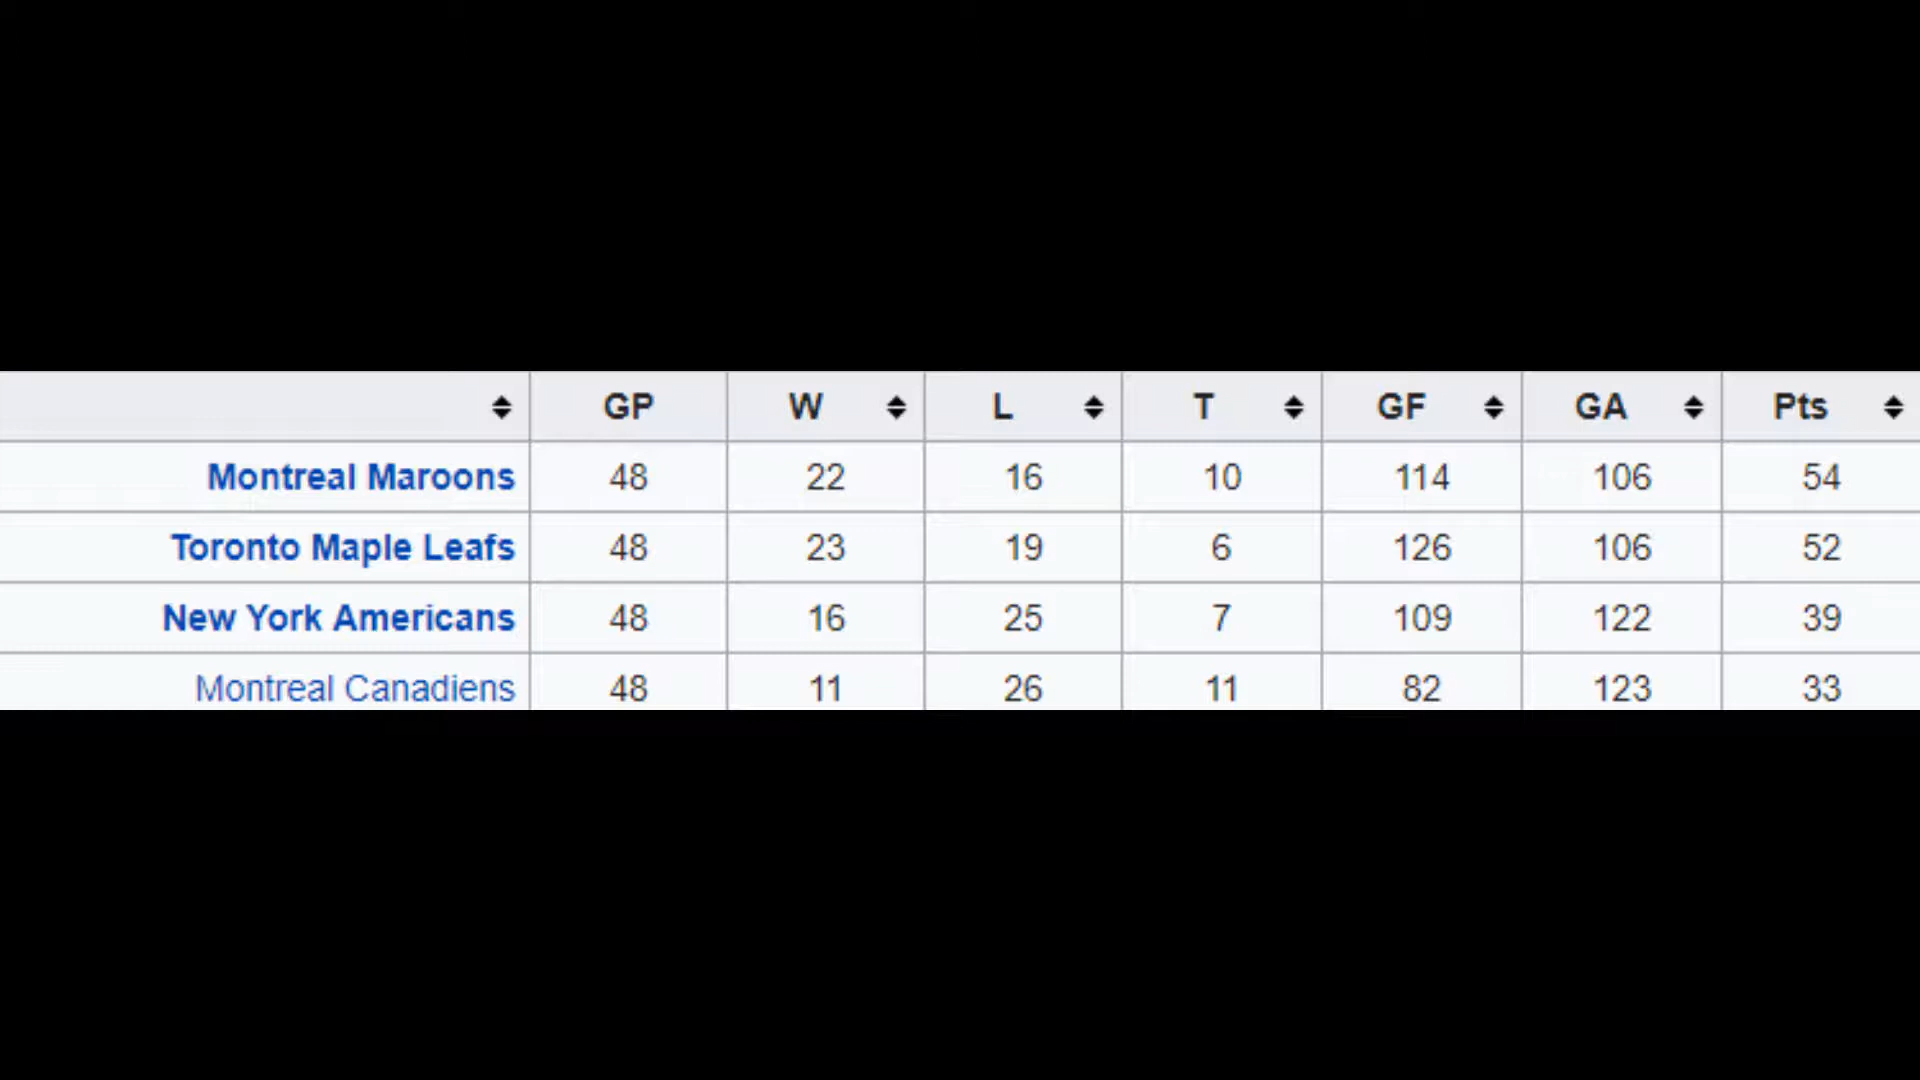 GP W L T GF GA Pts
Montreal Maroons 48 22 16 10 114 106 54
Toronto Maple Leafs 48 23 19 6 126 106 52
New York Americans 48 16 25 7 109 122 39
Montreal Canadiens 48 11 26 11 82 123 33